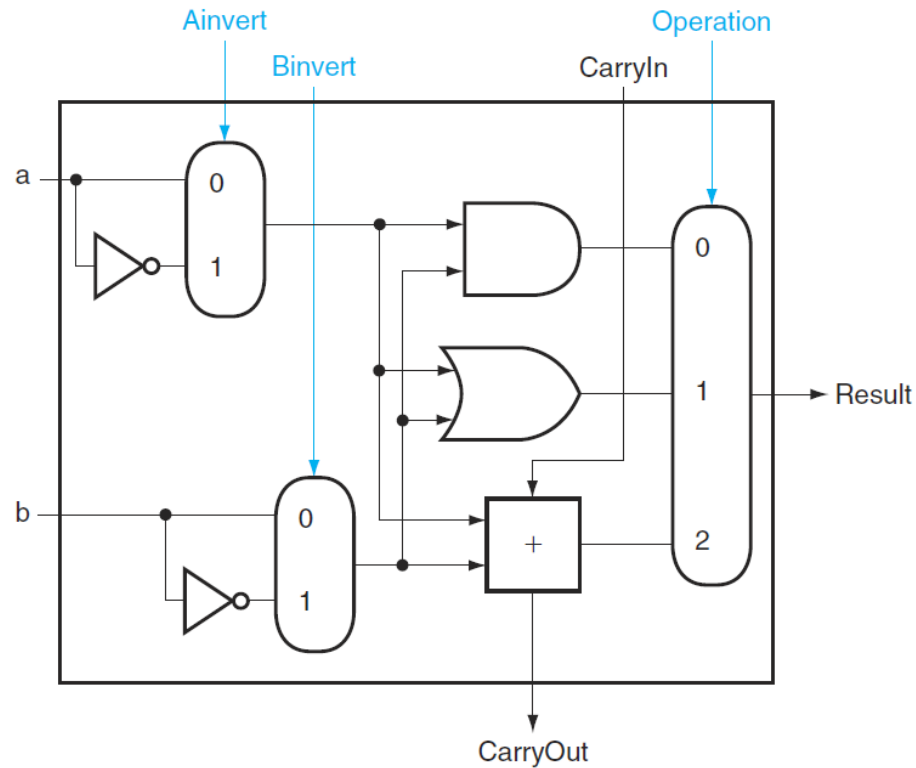 Ainvert
Operation
Binvert
CarryIn
a
0
1
0
1
Result
b
0
1
+
2
CarryOut